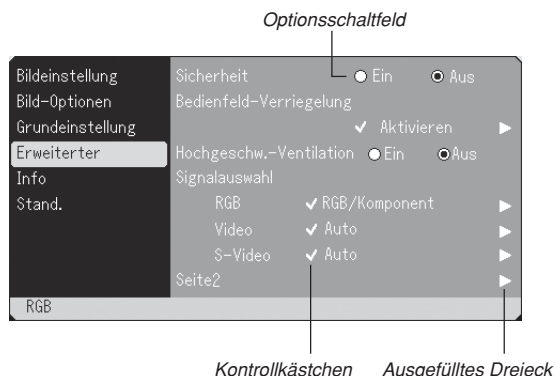 Optionsschaltfeld
Bildeinstellung
Bild-Optionen
Grundeinstellung
Erweiterter
Info
Stand.
Sicherheit Ein Aus
Bedienfeld-Verriegelung
Aktivieren
Hochgeschw.-Ventilation Ein Aus
Signalauswahl
RGB RGB/Komponent
Video Auto
S-Video Auto
Seite2
RGB
Kontrollkästchen Ausgefülltes Dreieck